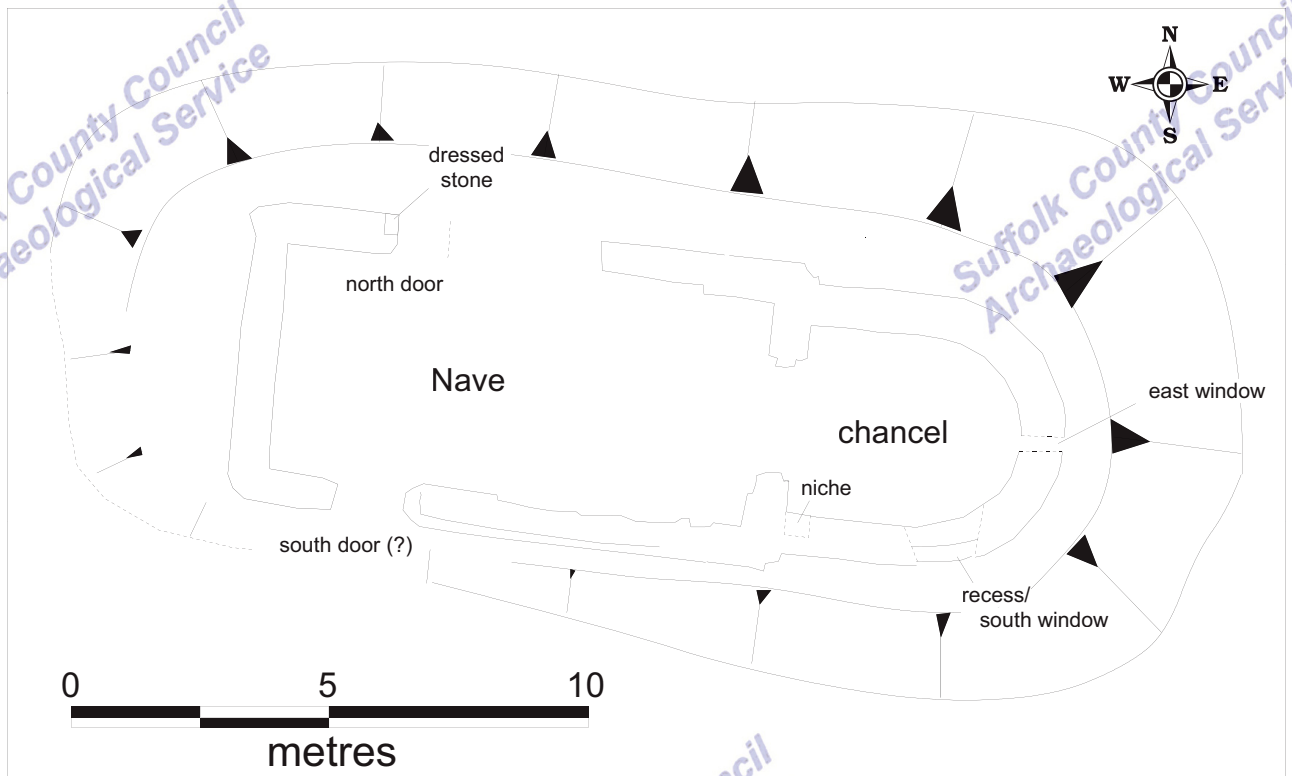 Suffolk County Council
Archaeological Service
County Council
Archaeological Service
N
W
E
S
dressed
stone
north door
Nave
east window
chancel
niche
south door (?)
recess/
south window
0 5 10
metres
Council